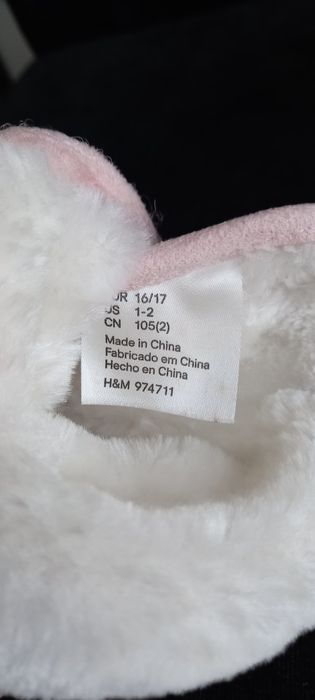 UR 16/17
US 1-2
CN 105(2)
Made in China
Fabricado em China
Hecho en China
H&M 974711